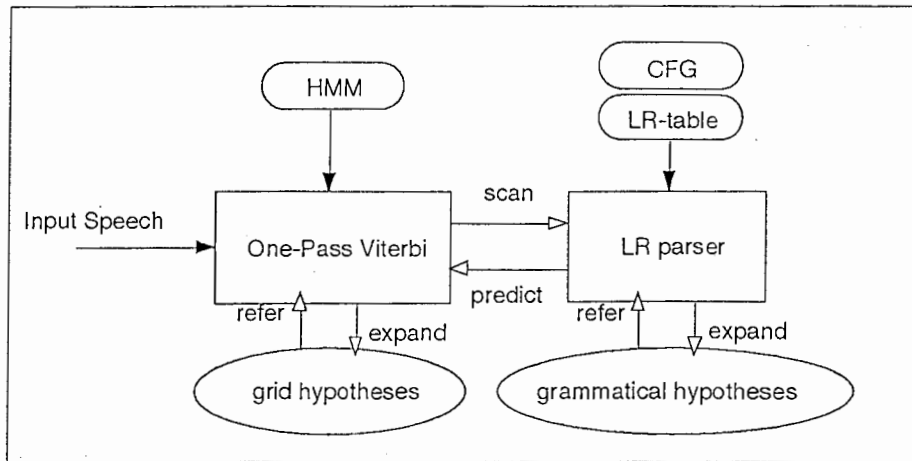 HMM
CFG
LR-table
Input Speech
scan
One-Pass Viterbi
LR parser
predict
refer
expand
refer
expand
grid hypotheses
grammatical hypotheses